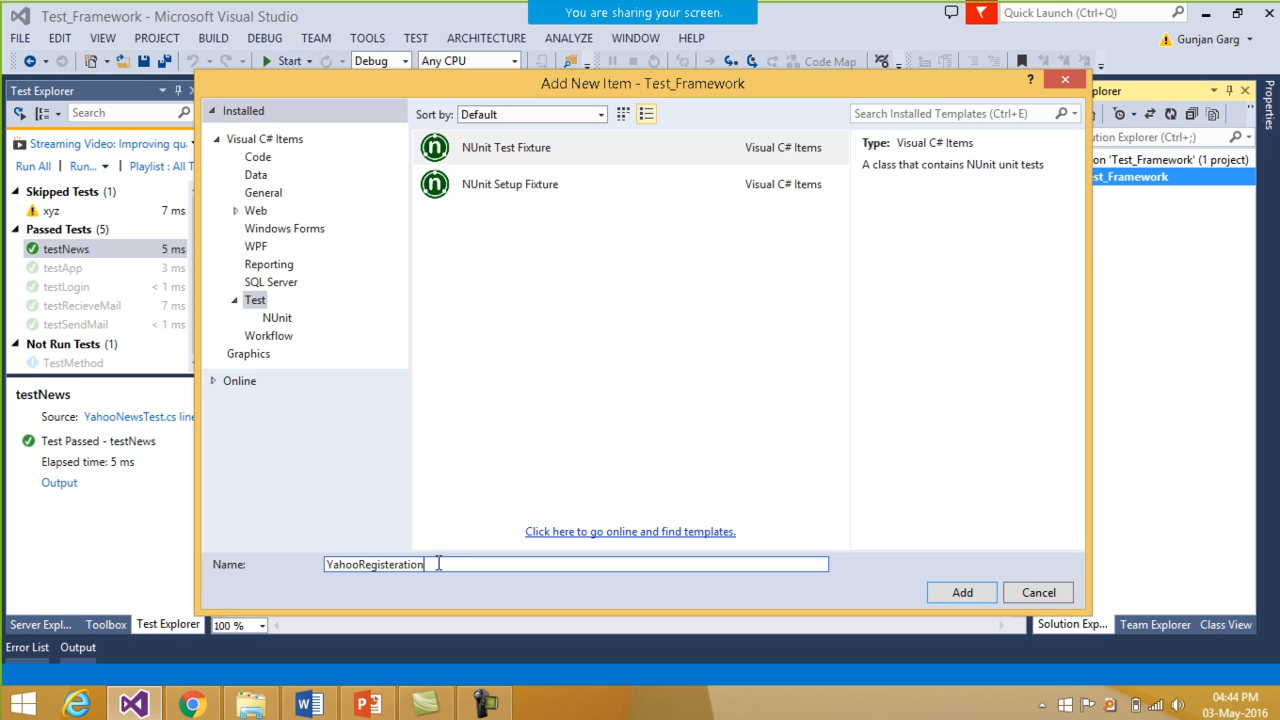 Test_Framework - Microsoft Visual Studio
You are sharing your screen.
Quick Launch (Ctrl+Q)
FILE EDIT VIEW PROJECT BUILD DEBUG TEAM TOOLS TEST ARCHITECTURE ANALYZE WINDOW HELP
Gunjan Garg
Start Debug Any CPU Code Map
Test Explorer
Search
Streaming Video: Improving qu
Run All Run... Playlist : All T
Skipped Tests (1)
xyz 7 ms
Passed Tests (5)
testNews 5 ms
testApp 3 ms
testLogin < 1 ms
testRecieveMail 7 ms
testSendMail < 1 ms
Not Run Tests (1)
TestMethod
testNews
Source: YahooNewsTest.cs line
Test Passed - testNews
Elapsed time: 5 ms
Output
Add New Item - Test_Framework
?
Installed
Visual C# Items
Code
Data
General
Web
Windows Forms
WPF
Reporting
SQL Server
Test
NUnit
Workflow
Graphics
Online
Sort by: Default
NUnit Test Fixture Visual C# Items
NUnit Setup Fixture Visual C# Items
Click here to go online and find templates.
Search Installed Templates (Ctrl+E)
Type: Visual C# Items
A class that contains NUnit unit tests
Name: YahooRegisteration
Add Cancel
plorer
ution Explorer (Ctrl+;)
on 'Test_Framework' (1 project)
st_Framework
Properties
Server Expl... Toolbox Test Explorer
100 %
Solution Exp... Team Explorer Class View
Error List Output
04:44 PM
03-May-2016